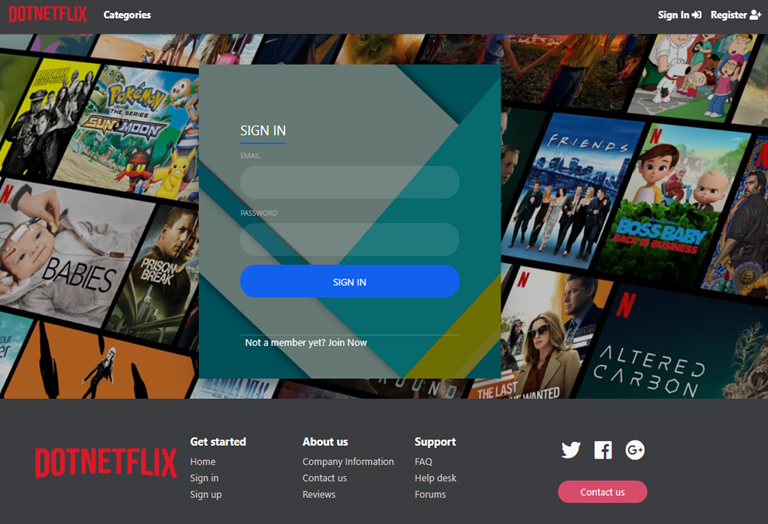 DOTNETFLIX
Categories
Sign In
Register
Pokémon
THE SERIES
SUN & MOON
FRIENDS
N
THE
BOSS BABY
BACK IN BUSINESS
N
BABIES
PRISON
BREAK
N
N
ALTERED
CARBON
THE LAST
WANTED
ROUND
SIGN IN
EMAIL
PASSWORD
SIGN IN
Not a member yet? Join Now
DOTNETFLIX
Get started
Home
Sign in
Sign up
About us
Company Information
Contact us
Reviews
Support
FAQ
Help desk
Forums
G+
Contact us